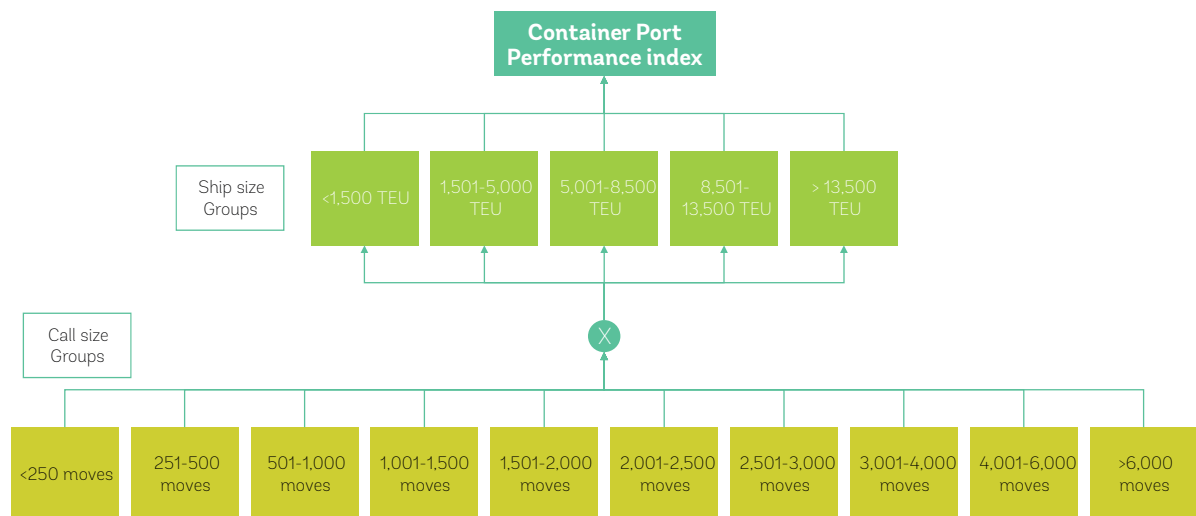 Container Port
Performance index
Ship size
Groups
<1,500 TEU
1,501-5,000
TEU
5,001-8,500
TEU
8,501-
13,500 TEU
> 13,500
TEU
Call size
Groups
X
<250 moves
251-500
moves
501-1,000
moves
1,001-1,500
moves
1,501-2,000
moves
2,001-2,500
moves
2,501-3,000
moves
3,001-4,000
moves
4,001-6,000
moves
>6,000
moves